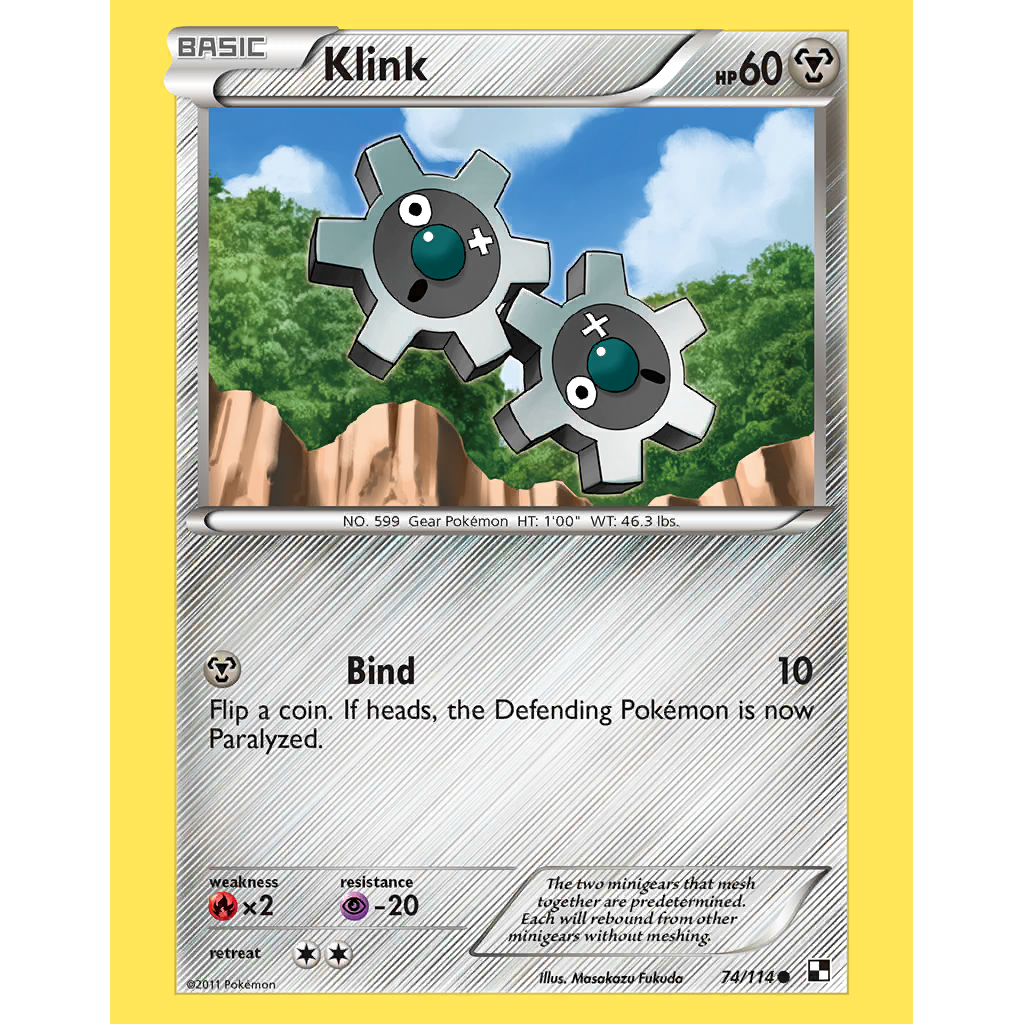 BASIC
Klink
HP60
NO. 599 Gear Pokémon HT: 1'00" WT: 46.3 lbs.
Bind 10
Flip a coin. If heads, the Defending Pokémon is now
Paralyzed.
weakness
×2
resistance
-20
retreat
The two minigears that mesh
together are predetermined.
Each will rebound from other
minigears without meshing.
Illus. Masakazu Fukuda 74/114
©2011 Pokémon